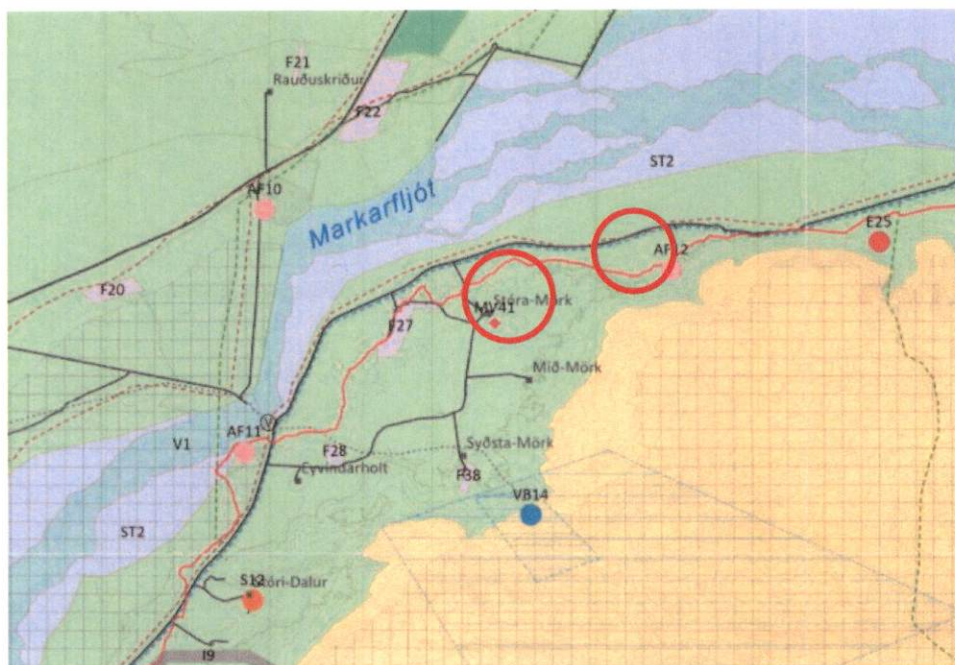 F21
Rauðuskriður
F22
ST2
AF10
Markarfljót
E25
AF12
F20
Stóra-Mörk
MV41
F27
Mið-Mörk
V
V1
AF11
F28
Syðsta-Mörk
Eyvindarholt
F38
VB14
ST2
S12
Stóri-Dalur
I9